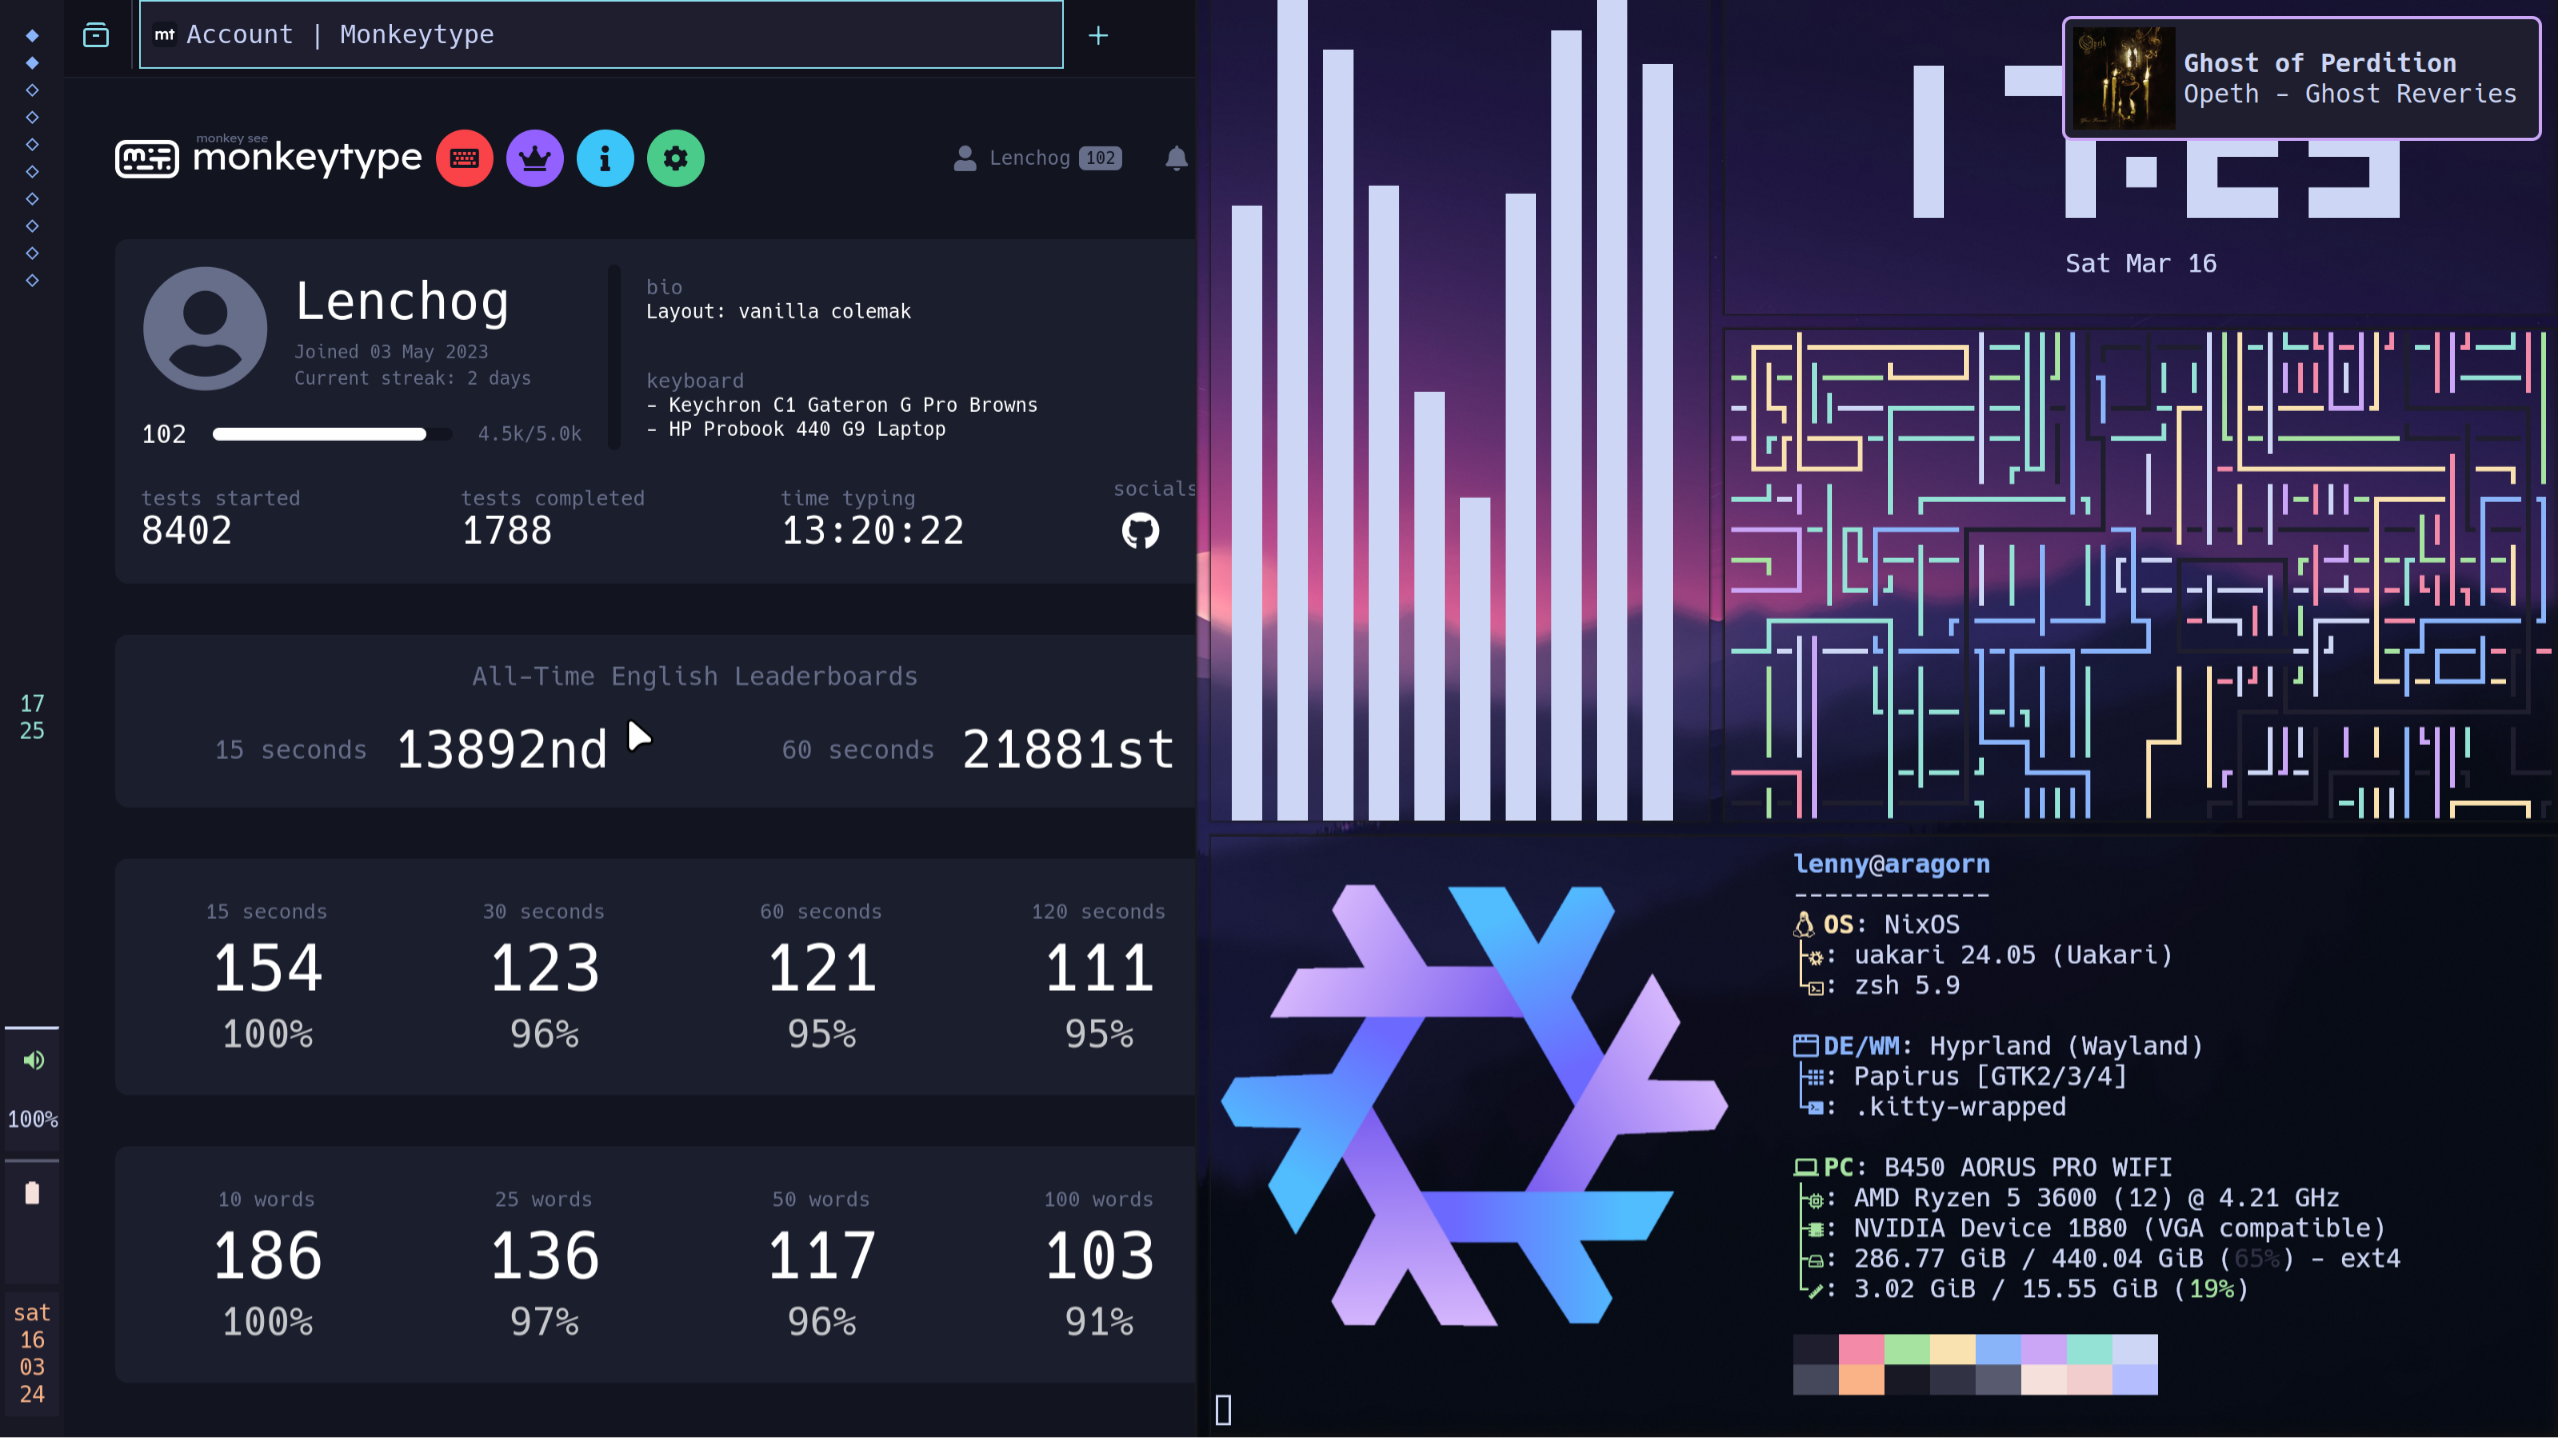 mt Account | Monkeytype
monkey see
monkeytype
Lenchog 102
Lenchog
Joined 03 May 2023
Current streak: 2 days
102 4.5k/5.0k
bio
Layout: vanilla colemak
keyboard
- Keychron C1 Gateron G Pro Browns
- HP Probook 440 G9 Laptop
tests started
8402
tests completed
1788
time typing
13:20:22
socials
All-Time English Leaderboards
15 seconds 13892nd
60 seconds 21881st
15 seconds
154
100%
30 seconds
123
96%
60 seconds
121
95%
120 seconds
111
95%
10 words
186
100%
25 words
136
97%
50 words
117
96%
100 words
103
91%
17
25
100%
sat
16
03
24
Ghost of Perdition
Opeth - Ghost Reveries
Sat Mar 16
lenny@aragorn
-------------
OS: NixOS
: uakari 24.05 (Uakari)
: zsh 5.9
DE/WM: Hyprland (Wayland)
: Papirus [GTK2/3/4]
: .kitty-wrapped
PC: B450 AORUS PRO WIFI
: AMD Ryzen 5 3600 (12) @ 4.21 GHz
: NVIDIA Device 1B80 (VGA compatible)
: 286.77 GiB / 440.04 GiB (65%) - ext4
: 3.02 GiB / 15.55 GiB (19%)